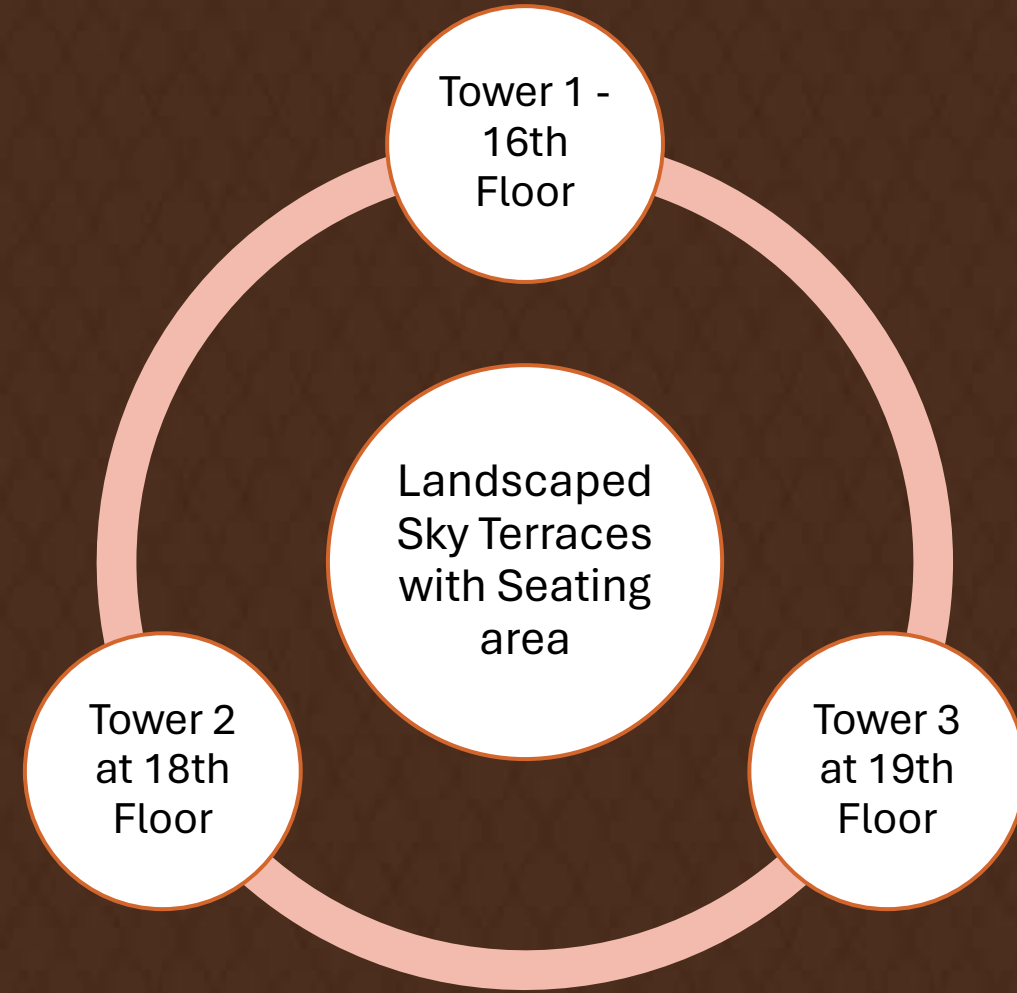 Tower 1 -
16th
Floor
Landscaped
Sky Terraces
with Seating
area
Tower 2
at 18th
Floor
Tower 3
at 19th
Floor